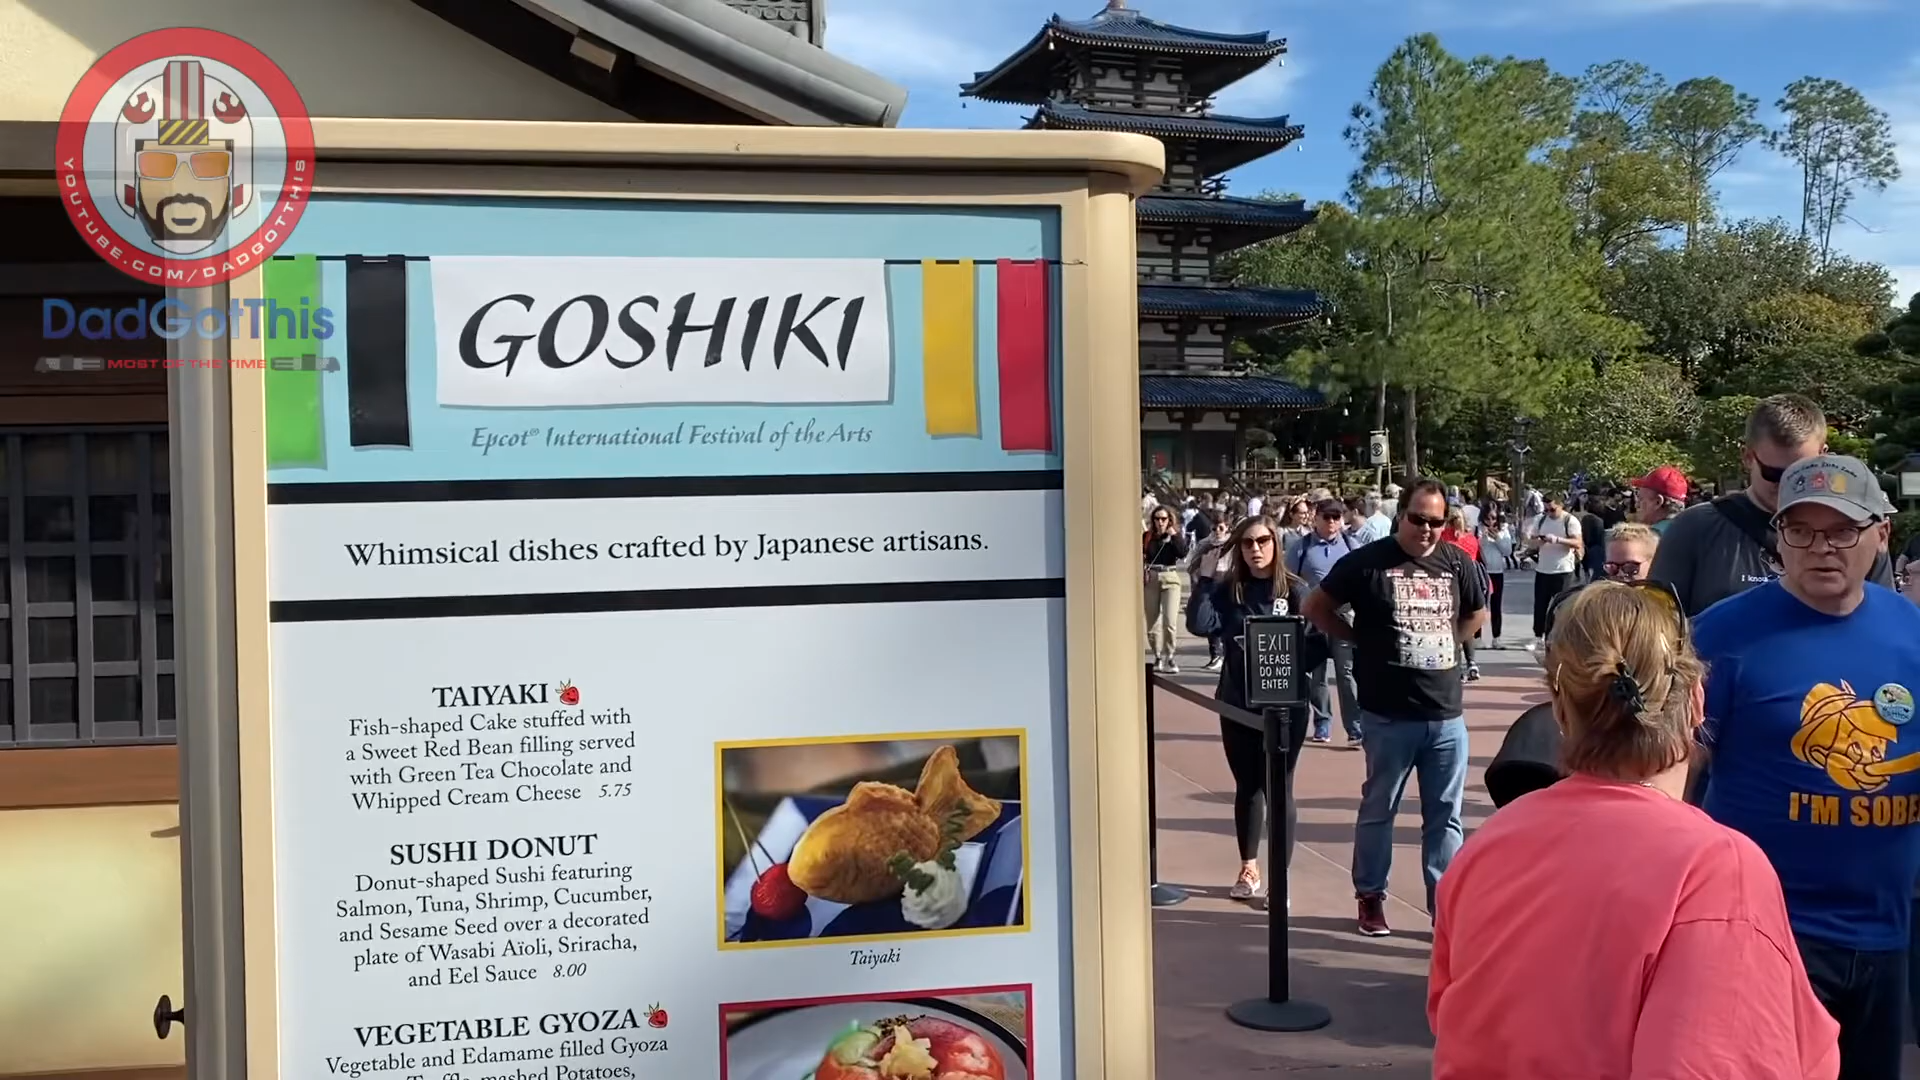 YOUTUBE.COM/DADGOTTHIS
DadGotThis
MOST OF THE TIME
GOSHIKI
Epcot® International Festival of the Arts
Whimsical dishes crafted by Japanese artisans.
TAIYAKI
Fish-shaped Cake stuffed with
a Sweet Red Bean filling served
with Green Tea Chocolate and
Whipped Cream Cheese 5.75
SUSHI DONUT
Donut-shaped Sushi featuring
Salmon, Tuna, Shrimp, Cucumber,
and Sesame Seed over a decorated
plate of Wasabi Aïoli, Sriracha,
and Eel Sauce 8.00
VEGETABLE GYOZA
Vegetable and Edamame filled Gyoza
mashed Potatoes,
Taiyaki
EXIT
PLEASE
DO NOT
ENTER
I know
I'M SOBE